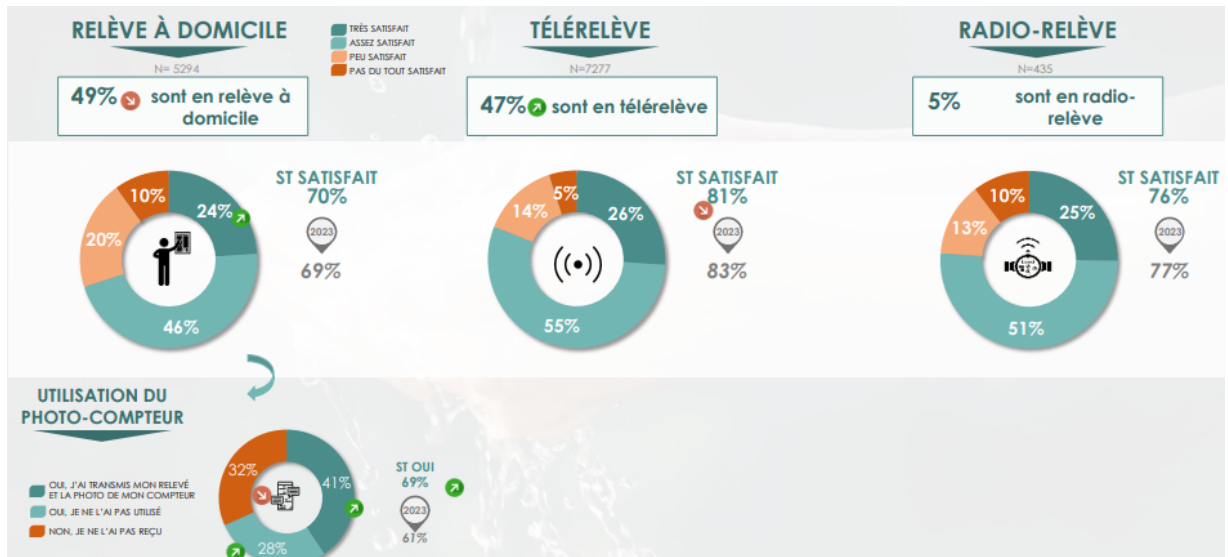 RELÈVE À DOMICILE
N= 5294
49% sont en relève à
domicile
TRÈS SATISFAIT
ASSEZ SATISFAIT
PEU SATISFAIT
PAS DU TOUT SATISFAIT
TÉLÉRELÈVE
N=7277
47% sont en télérelève
RADIO-RELÈVE
N=435
5% sont en radio-
relève
10%
24%
20%
46%
ST SATISFAIT
70%
2023
69%
5%
14%
26%
55%
ST SATISFAIT
81%
2023
83%
10%
25%
13%
51%
ST SATISFAIT
76%
2023
77%
UTILISATION DU
PHOTO-COMPTEUR
OUI, J'AI TRANSMIS MON RELEVÉ
ET LA PHOTO DE MON COMPTEUR
OUI, JE NE L'AI PAS UTILISÉ
NON, JE NE L'AI PAS REÇU
32%
41%
28%
ST OUI
69%
2023
61%